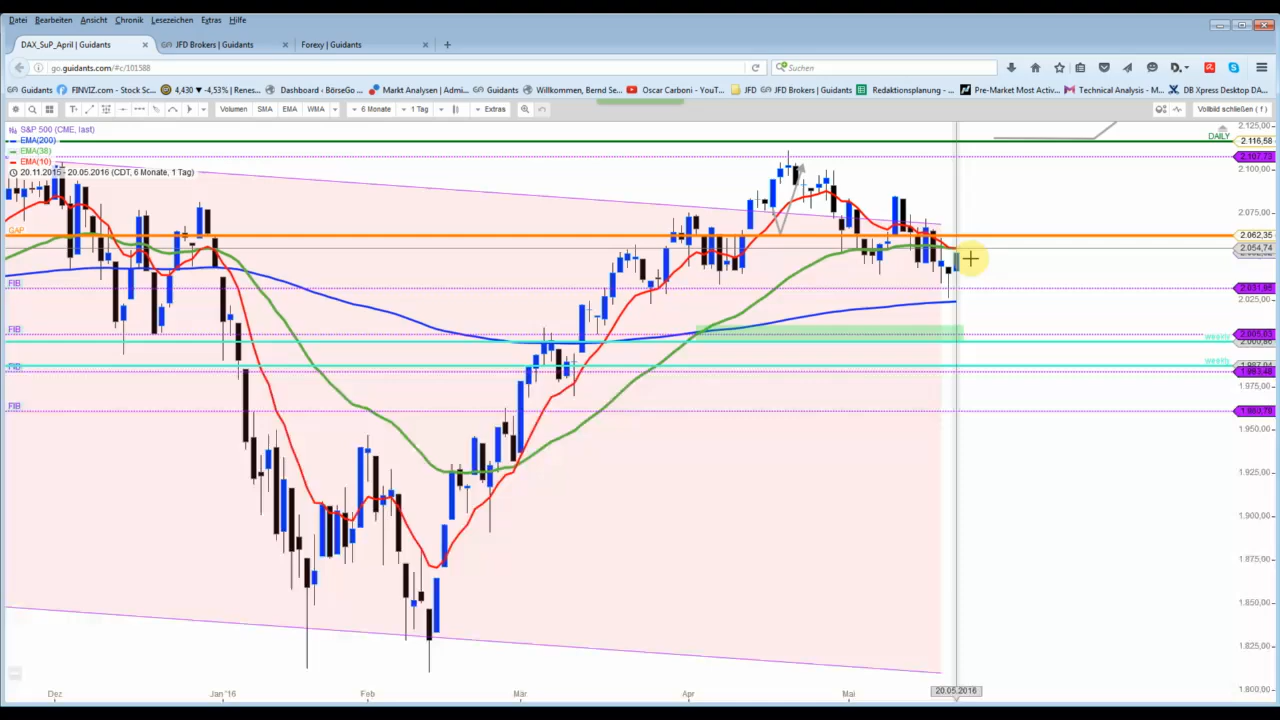 Datei Bearbeiten Ansicht Chronik Lesezeichen Extras Hilfe
DAX_SuP_April | Guidants × JFD Brokers | Guidants × Forexy | Guidants × +
go.guidants.com/#c/101588 Suchen
Guidants FINVIZ.com - Stock Sc... 4,430 ▾ -4,53% | Renes... Dashboard - BörseGo ... Markt Analysen | Admi... Guidants Willkommen, Bernd Se... Oscar Carboni - YouT... JFD JFD Brokers | Guidants Redaktionsplanung - ... Pre-Market Most Activ... Technical Analysis - M... DB Xpress Desktop DA...
Volumen SMA EMA WMA 6 Monate 1 Tag Extras Vollbild schließen ( f )
S&P 500 (CME, last)
EMA(200)
EMA(38)
EMA(10)
20.11.2015 - 20.05.2016 (CDT, 6 Monate, 1 Tag)
2.125,00
DAILY
2.116,58
2.107,73
2.100,00
2.075,00
GAP
2.062,35
2.054,74
FIB
2.031,85
2.025,00
FIB
2.005,03
weekly
2.000,86
weekly
FIB
1.983,48
1.975,00
FIB
1.960,78
1.950,00
1.925,00
1.900,00
1.875,00
1.850,00
1.825,00
1.800,00
Dez Jan'16 Feb Mär Apr Mai 20.05.2016